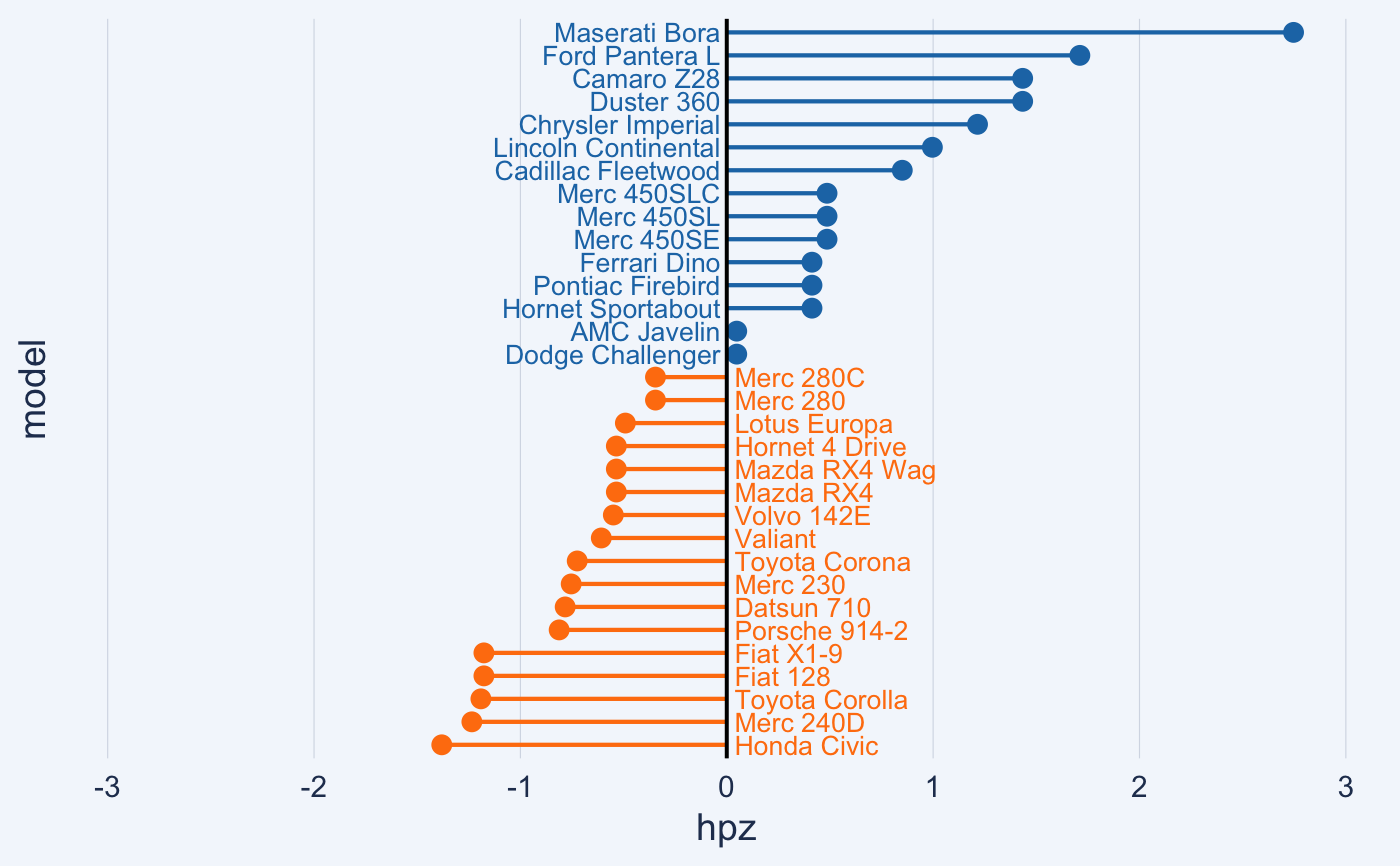 Maserati Bora
Ford Pantera L
Camaro Z28
Duster 360
Chrysler Imperial
Lincoln Continental
Cadillac Fleetwood
Merc 450SLC
Merc 450SL
Merc 450SE
Ferrari Dino
Pontiac Firebird
Hornet Sportabout
AMC Javelin
Dodge Challenger
Merc 280C
Merc 280
Lotus Europa
Hornet 4 Drive
Mazda RX4 Wag
Mazda RX4
Volvo 142E
Valiant
Toyota Corona
Merc 230
Datsun 710
Porsche 914-2
Fiat X1-9
Fiat 128
Toyota Corolla
Merc 240D
Honda Civic
model
-3 -2 -1 0 1 2 3
hpz